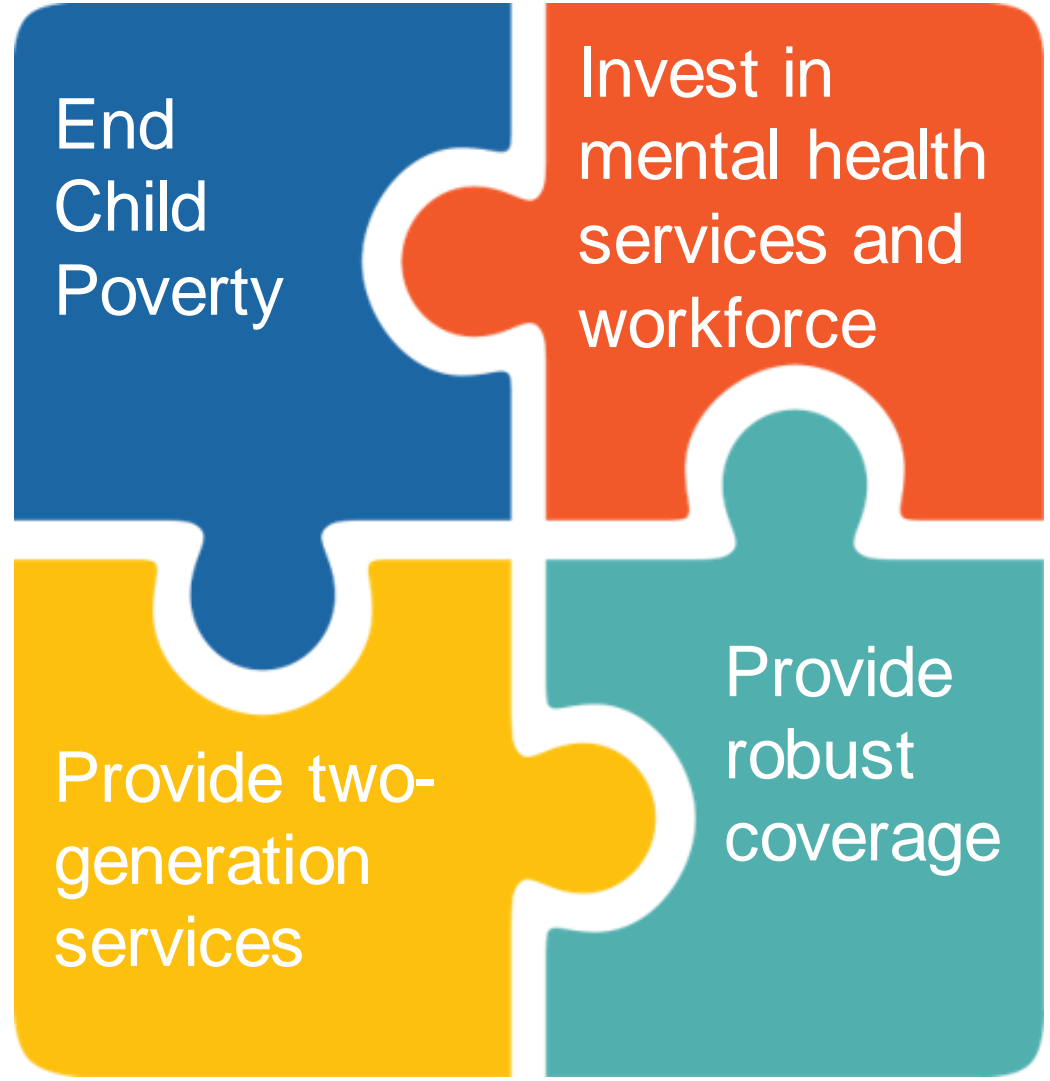 End
Child
Poverty
Invest in
mental health
services and
workforce
Provide two-
generation
services
Provide
robust
coverage